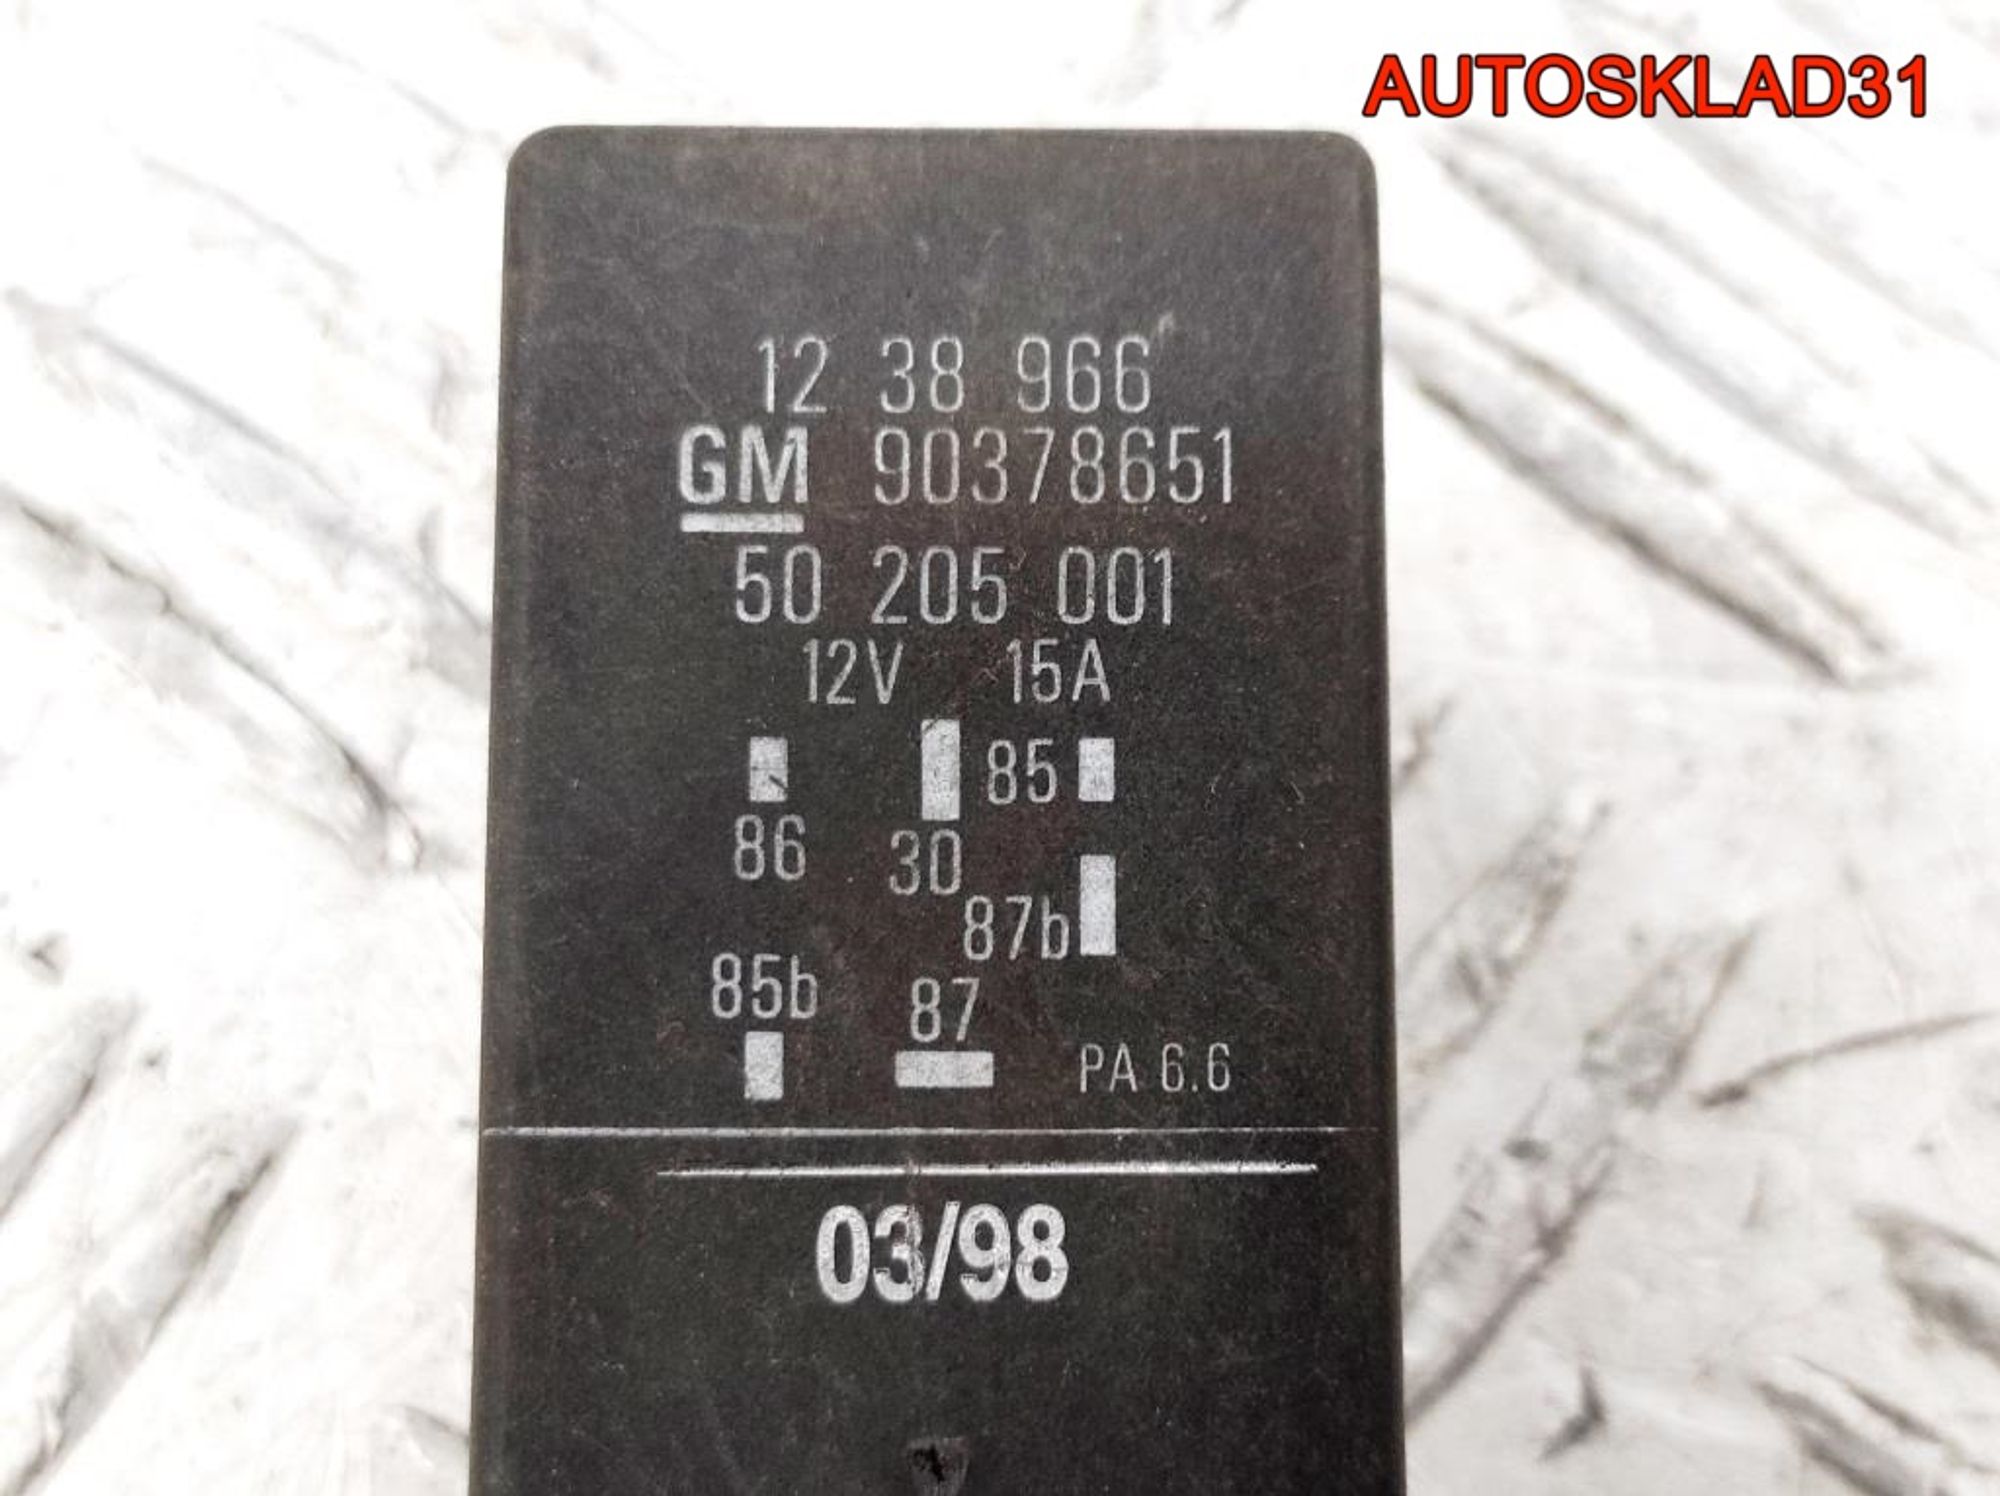 AUTOSKLAD31
12 38 966
GM 90378651
50 205 001
12V 15A
85
86 30
87b
85b 87
PA 6.6
03/98